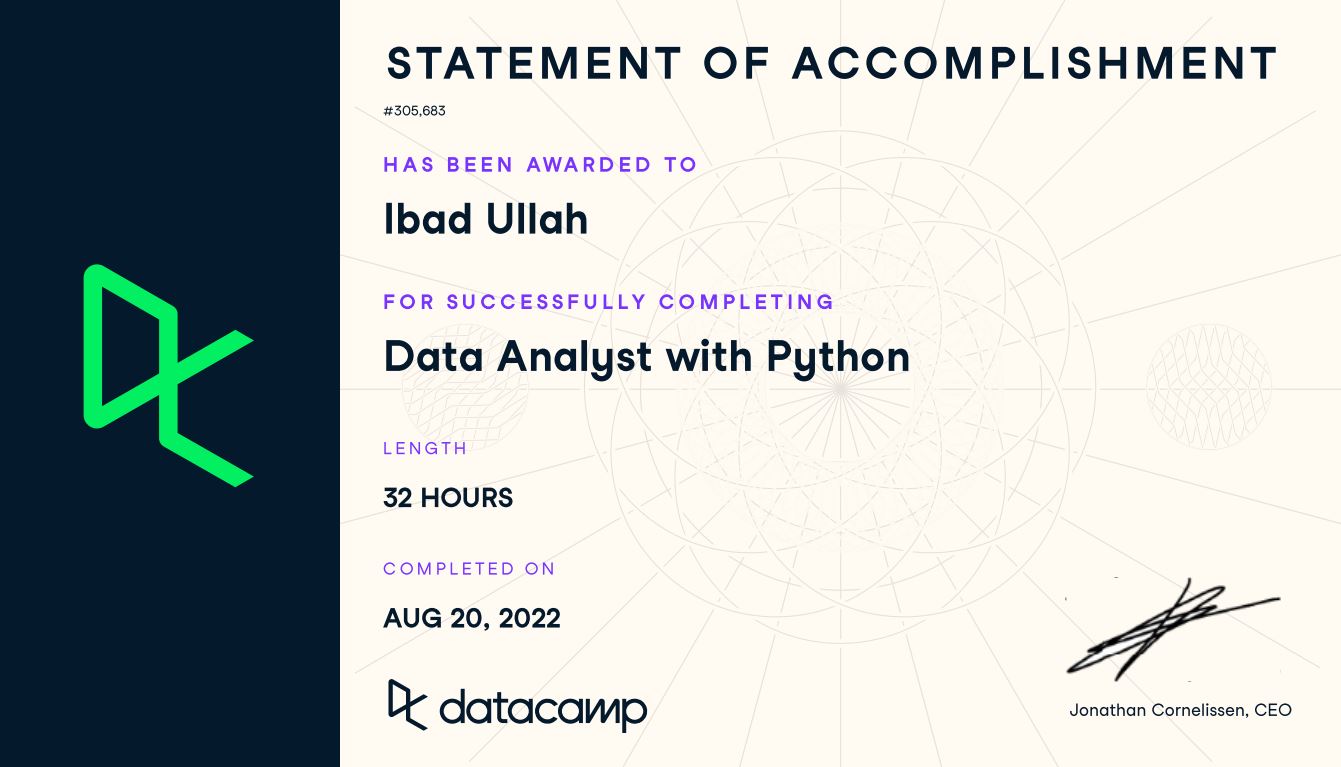 STATEMENT OF ACCOMPLISHMENT
#305,683
HAS BEEN AWARDED TO
Ibad Ullah
FOR SUCCESSFULLY COMPLETING
Data Analyst with Python
LENGTH
32 HOURS
COMPLETED ON
AUG 20, 2022
datacamp
Jonathan Cornelissen, CEO